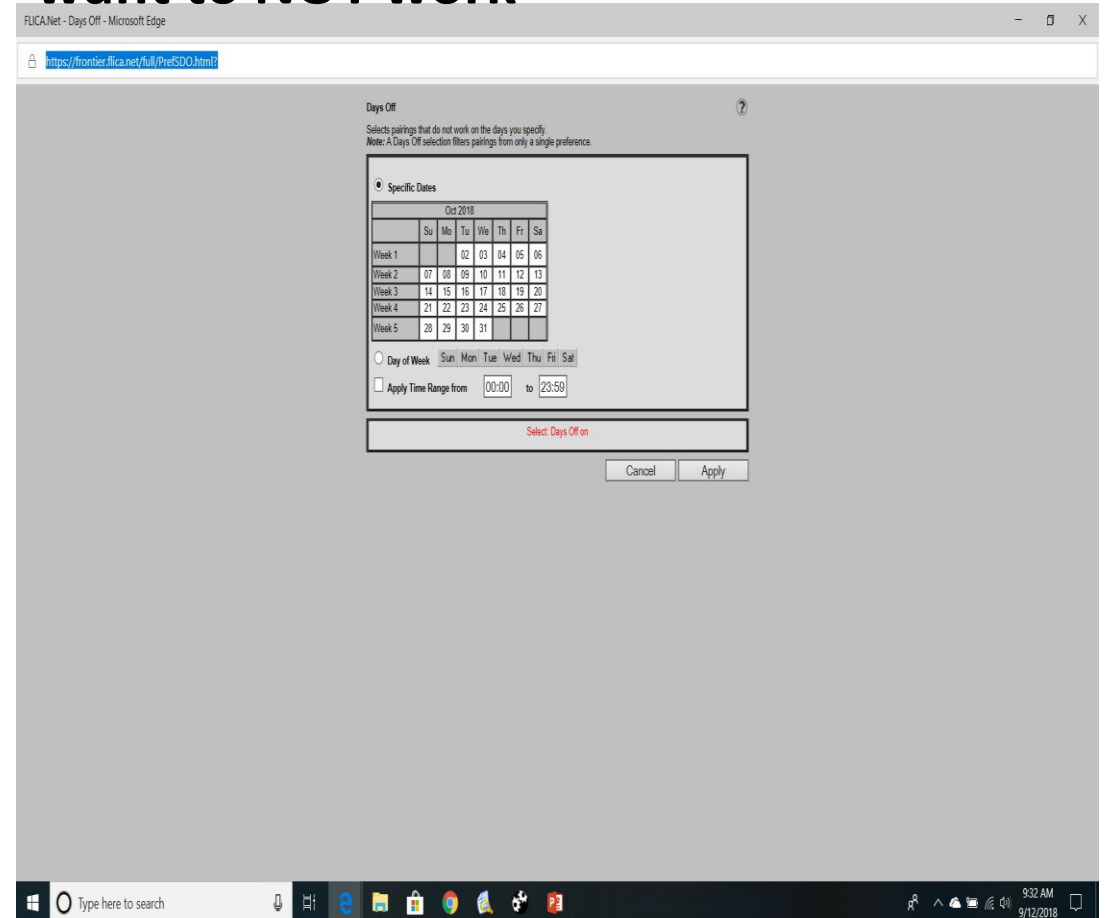 want to NOT work
FLICA.Net - Days Off - Microsoft Edge
https://frontier.flica.net/full/PrefSDO.html?
Days Off
Selects pairings that do not work on the days you specify.
Note: A Days Off selection filters pairings from only a single preference.
Specific Dates
Oct 2018
Su Mo Tu We Th Fr Sa
Week 1 02 03 04 05 06
Week 2 07 08 09 10 11 12 13
Week 3 14 15 16 17 18 19 20
Week 4 21 22 23 24 25 26 27
Week 5 28 29 30 31
Day of Week Sun Mon Tue Wed Thu Fri Sat
Apply Time Range from 00:00 to 23:59
Select: Days Off on
Cancel Apply
Type here to search
9:32 AM
9/12/2018